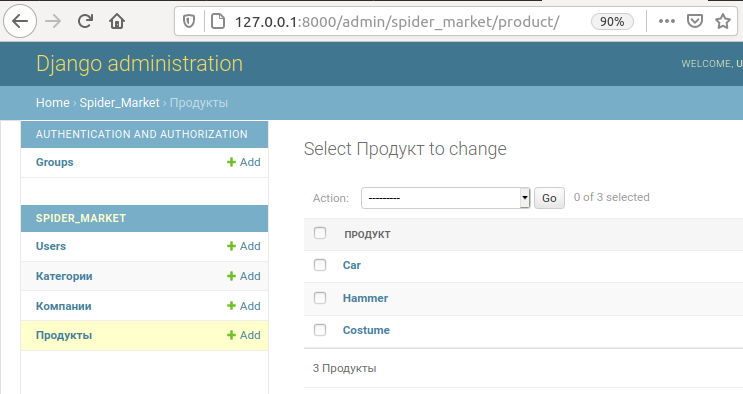 127.0.0.1:8000/admin/spider_market/product/ 90%
Django administration WELCOME, U
Home › Spider_Market › Продукты
AUTHENTICATION AND AUTHORIZATION
Groups + Add
SPIDER_MARKET
Users + Add
Категории + Add
Компании + Add
Продукты + Add
Select Продукт to change
Action: --------- Go 0 of 3 selected
ПРОДУКТ
Car
Hammer
Costume
3 Продукты